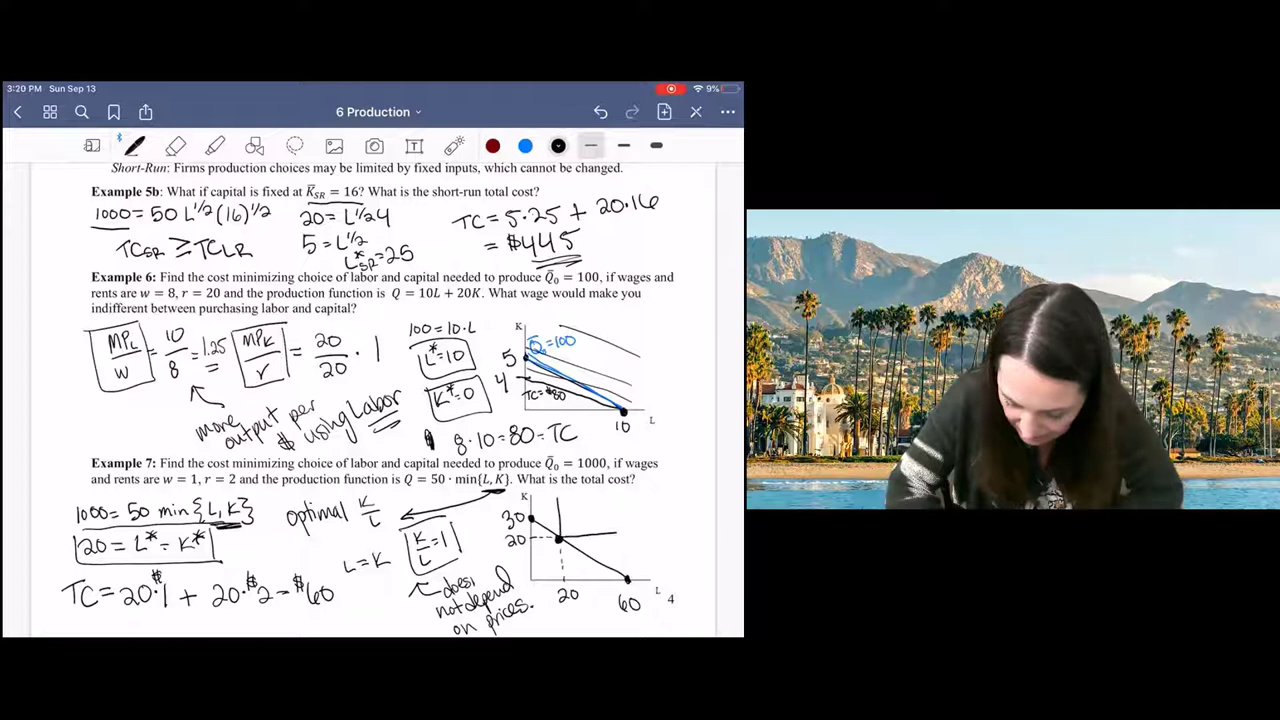 3:20 PM Sun Sep 13
9%
6 Production
Short-Run: Firms production choices may be limited by fixed inputs, which cannot be changed.
Example 5b: What if capital is fixed at K̅_SR = 16? What is the short-run total cost?
1000 = 50 L^1/2 (16)^1/2
20 = L^1/2 4
5 = L^1/2
L*_SR = 25
TC = 5·25 + 20·16
= $445
TC_SR ≥ TC_LR
Example 6: Find the cost minimizing choice of labor and capital needed to produce Q̅₀ = 100, if wages and
rents are w = 8, r = 20 and the production function is Q = 10L + 20K. What wage would make you
indifferent between purchasing labor and capital?
MP_L/w = 10/8 = 1.25 = MP_K/r = 20/20 · 1
more
output per
$ using Labor
100 = 10·L
L* = 10
K* = 0
8·10 = 80 = TC
K
Q̅₀ = 100
5
4
TC = $80
10
L
Example 7: Find the cost minimizing choice of labor and capital needed to produce Q̅₀ = 1000, if wages
and rents are w = 1, r = 2 and the production function is Q = 50 · min{L, K}. What is the total cost?
1000 = 50 min{L, K}
20 = L* = K*
TC = 20·$1 + 20·$2 = $60
optimal K/L
L = K
K/L = 1
does
not depend
on prices.
K
30
20
20
60
L
4